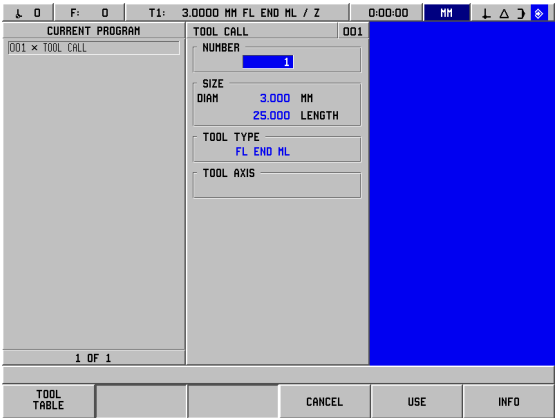 0 F: 0 T1: 3.0000 MM FL END ML / Z 0:00:00 MM
CURRENT PROGRAM
001 × TOOL CALL
1 OF 1
TOOL CALL 001
NUMBER
1
SIZE
DIAM 3.000 MM
25.000 LENGTH
TOOL TYPE
FL END ML
TOOL AXIS
TOOL TABLE CANCEL USE INFO